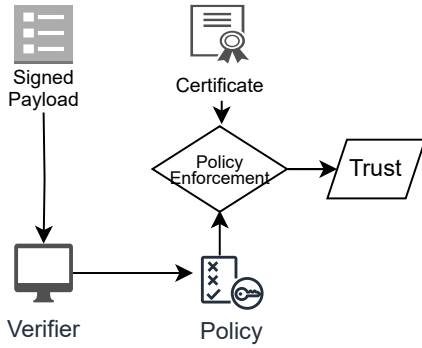 Signed
Payload
Certificate
Policy
Enforcement
Trust
Verifier
Policy